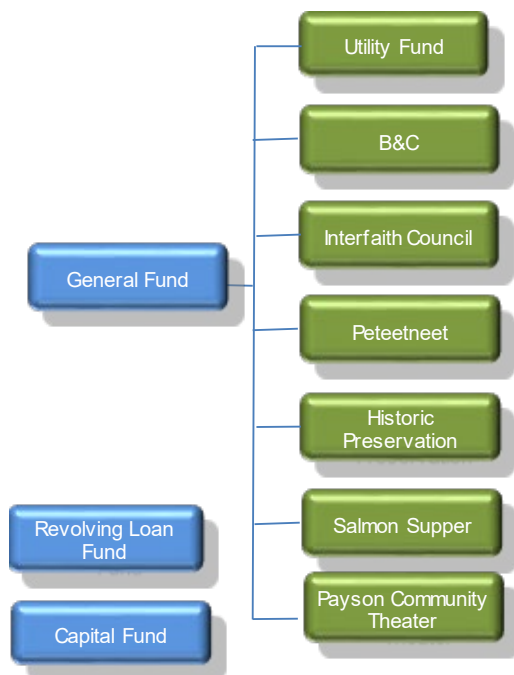 Utility Fund
B&C
Interfaith Council
General Fund
Peteetneet
Historic
Preservation
Revolving Loan
Fund
Salmon Supper
Capital Fund
Payson Community
Theater